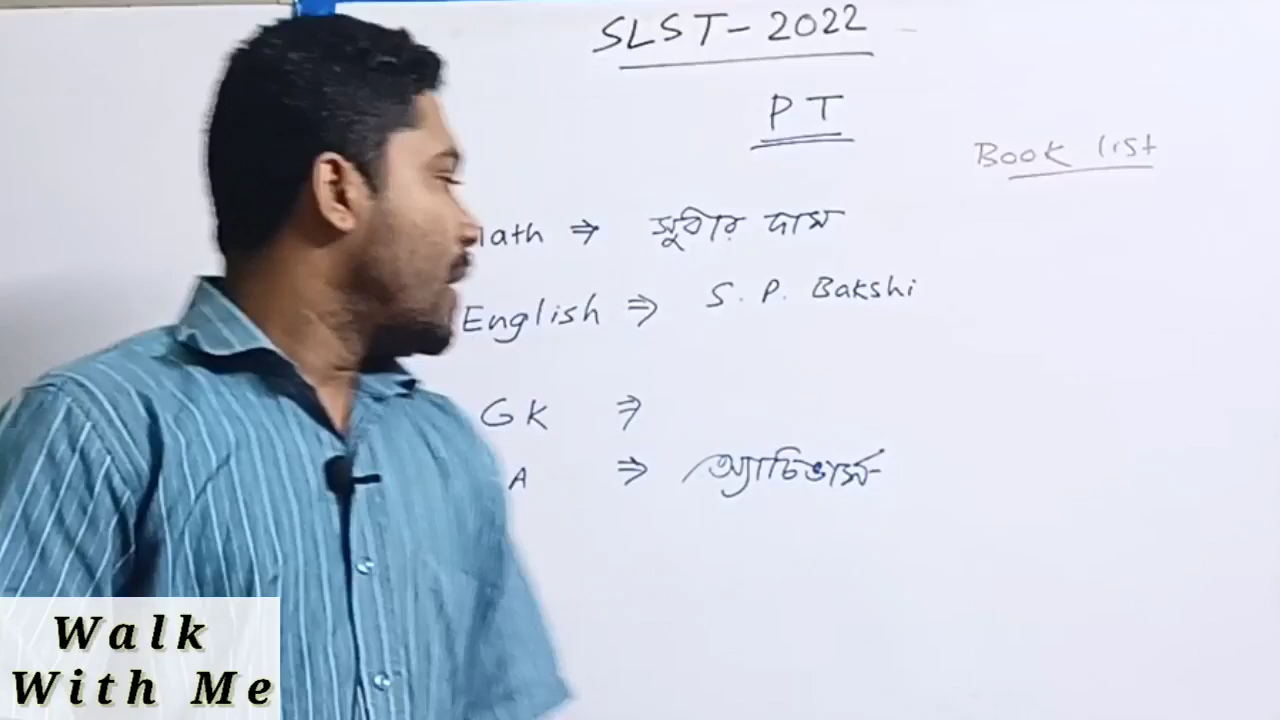 SLST-2022
PT
Book list
ath ⇒ সুবীর দাস
English ⇒ S. P. Bakshi
GK ⇒
A ⇒ অ্যাচিভার্স
Walk
With Me